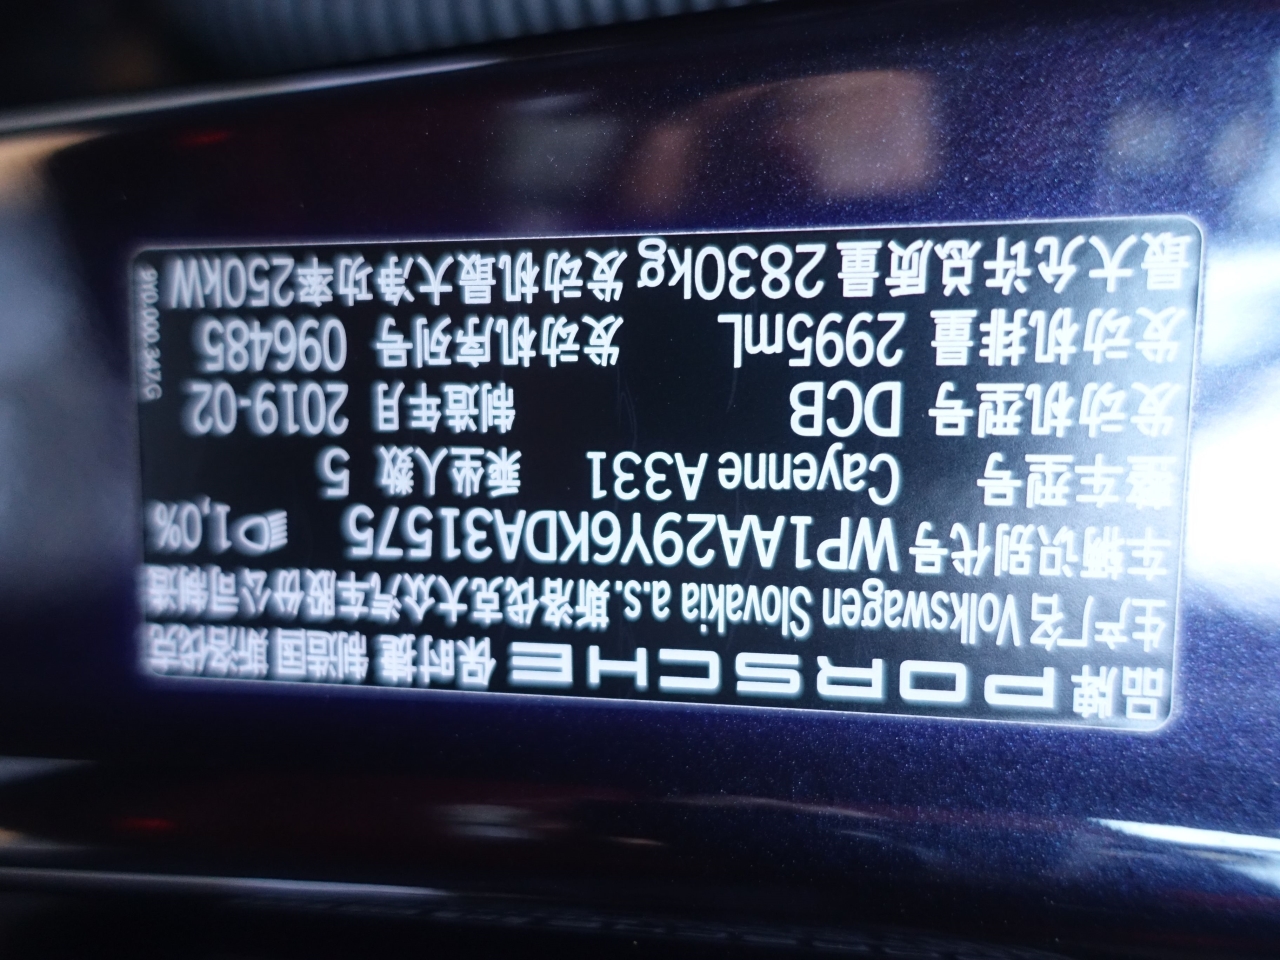 品牌 PORSCHE 保时捷 制造国 斯洛伐克
生产厂名 Volkswagen Slovakia a.s. 斯洛伐克大众汽车股份公司制造
车辆识别代号 WP1AA29Y6KDA31575 1,0%
整车型号 Cayenne A331 乘坐人数 5
发动机型号 DCB 制造年月 2019-02
发动机排量 2995mL 发动机序列号 096485
最大允许总质量 2830kg 发动机最大净功率 250kW
9Y0.000.347.G